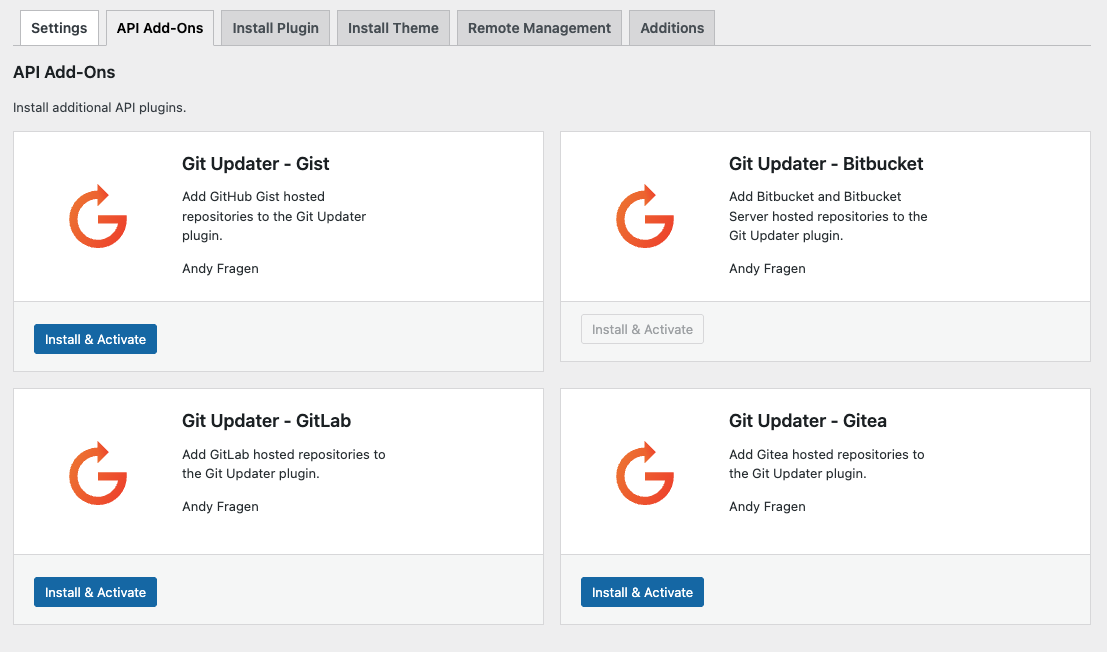 Settings
API Add-Ons
Install Plugin
Install Theme
Remote Management
Additions
API Add-Ons
Install additional API plugins.
Git Updater - Gist
Add GitHub Gist hosted
repositories to the Git Updater
plugin.
Andy Fragen
Install & Activate
Git Updater - Bitbucket
Add Bitbucket and Bitbucket
Server hosted repositories to the
Git Updater plugin.
Andy Fragen
Install & Activate
Git Updater - GitLab
Add GitLab hosted repositories to
the Git Updater plugin.
Andy Fragen
Install & Activate
Git Updater - Gitea
Add Gitea hosted repositories to
the Git Updater plugin.
Andy Fragen
Install & Activate